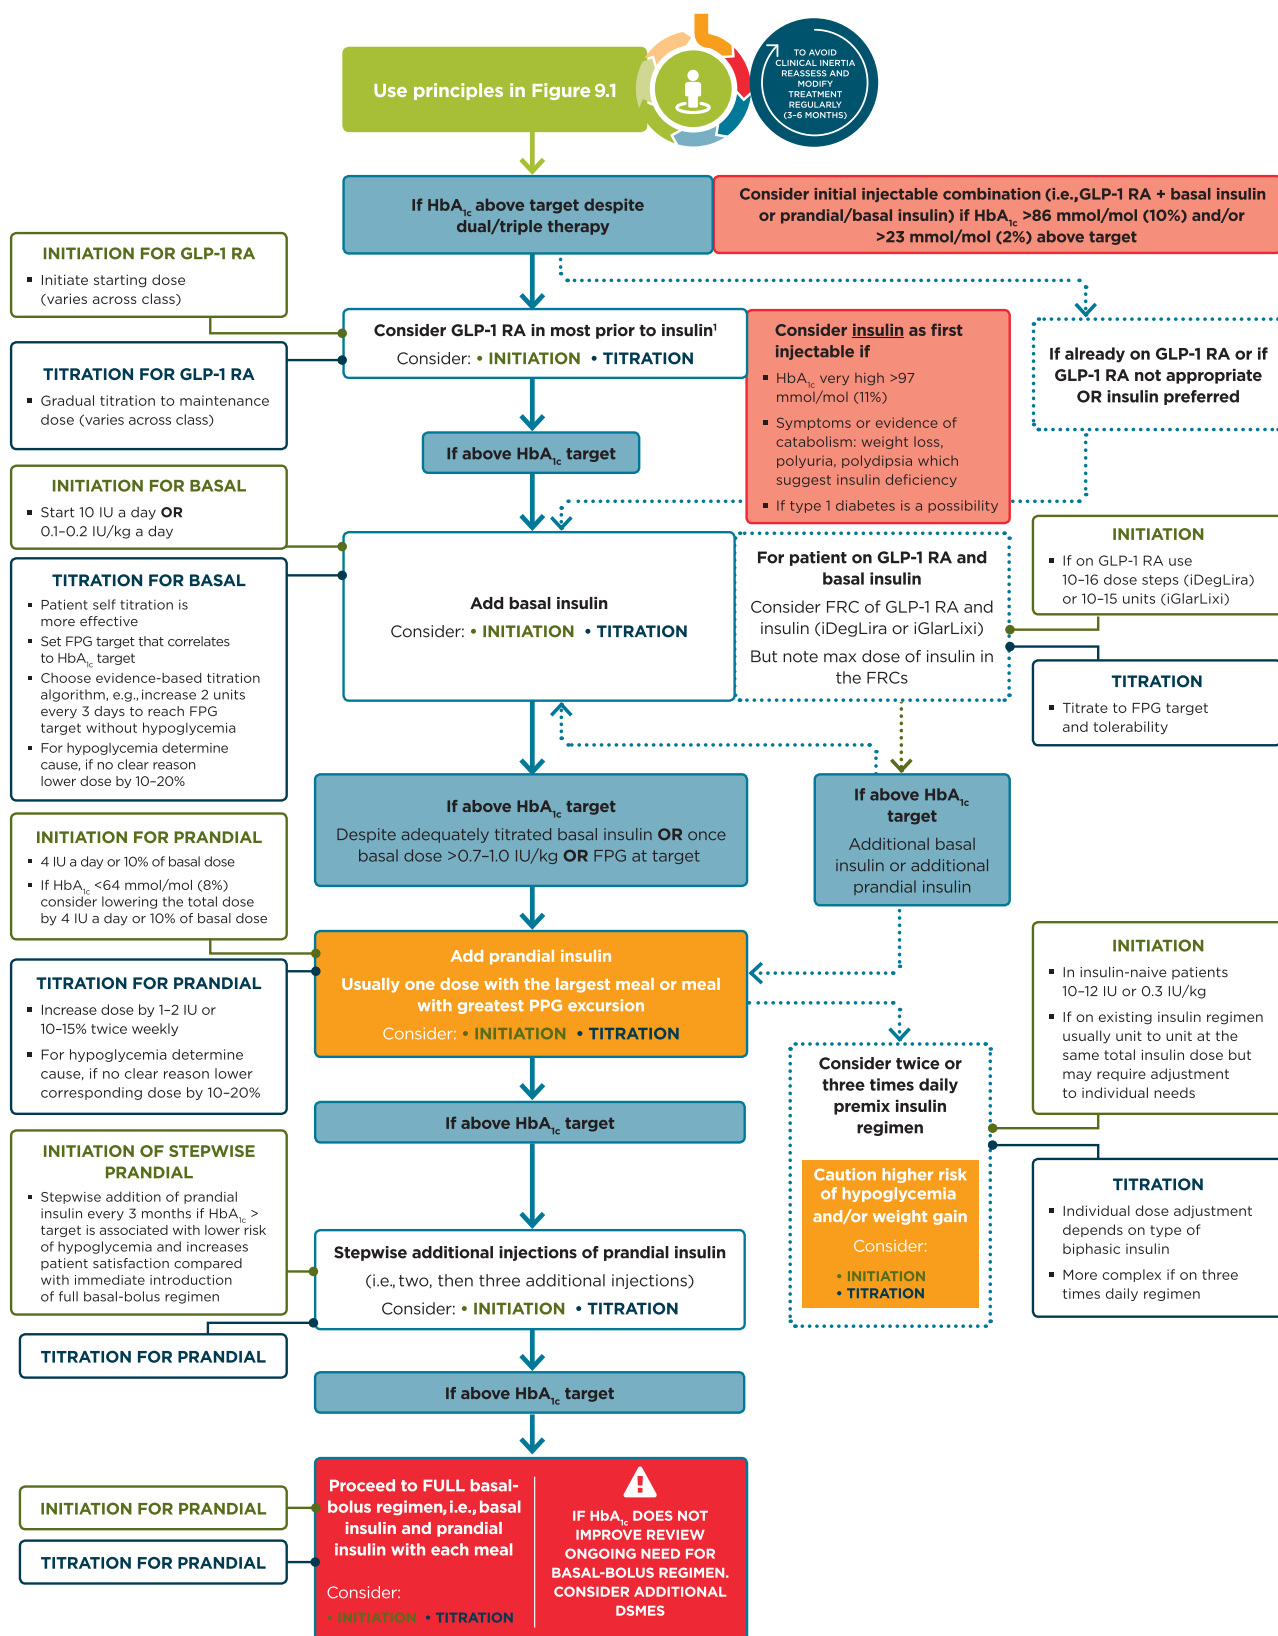 Use principles in Figure 9.1
TO AVOID
CLINICAL INERTIA
REASSESS AND
MODIFY
TREATMENT
REGULARLY
(3–6 MONTHS)
If HbA1c above target despite
dual/triple therapy
Consider initial injectable combination (i.e., GLP-1 RA + basal insulin
or prandial/basal insulin) if HbA1c >86 mmol/mol (10%) and/or
>23 mmol/mol (2%) above target
INITIATION FOR GLP-1 RA
▪ Initiate starting dose
(varies across class)
TITRATION FOR GLP-1 RA
▪ Gradual titration to maintenance
dose (varies across class)
Consider GLP-1 RA in most prior to insulin¹
Consider: • INITIATION • TITRATION
Consider insulin as first
injectable if
▪ HbA1c very high >97
mmol/mol (11%)
▪ Symptoms or evidence of
catabolism: weight loss,
polyuria, polydipsia which
suggest insulin deficiency
▪ If type 1 diabetes is a possibility
If already on GLP-1 RA or if
GLP-1 RA not appropriate
OR insulin preferred
If above HbA1c target
INITIATION FOR BASAL
▪ Start 10 IU a day OR
0.1–0.2 IU/kg a day
TITRATION FOR BASAL
▪ Patient self titration is
more effective
▪ Set FPG target that correlates
to HbA1c target
▪ Choose evidence-based titration
algorithm, e.g., increase 2 units
every 3 days to reach FPG
target without hypoglycemia
▪ For hypoglycemia determine
cause, if no clear reason
lower dose by 10–20%
Add basal insulin
Consider: • INITIATION • TITRATION
For patient on GLP-1 RA and
basal insulin
Consider FRC of GLP-1 RA and
insulin (iDegLira or iGlarLixi)
But note max dose of insulin in
the FRCs
INITIATION
▪ If on GLP-1 RA use
10–16 dose steps (iDegLira)
or 10–15 units (iGlarLixi)
TITRATION
▪ Titrate to FPG target
and tolerability
If above HbA1c target
Despite adequately titrated basal insulin OR once
basal dose >0.7–1.0 IU/kg OR FPG at target
If above HbA1c
target
Additional basal
insulin or additional
prandial insulin
INITIATION FOR PRANDIAL
▪ 4 IU a day or 10% of basal dose
▪ If HbA1c <64 mmol/mol (8%)
consider lowering the total dose
by 4 IU a day or 10% of basal dose
TITRATION FOR PRANDIAL
▪ Increase dose by 1–2 IU or
10–15% twice weekly
▪ For hypoglycemia determine
cause, if no clear reason lower
corresponding dose by 10–20%
Add prandial insulin
Usually one dose with the largest meal or meal
with greatest PPG excursion
Consider: • INITIATION • TITRATION
INITIATION
▪ In insulin-naive patients
10–12 IU or 0.3 IU/kg
▪ If on existing insulin regimen
usually unit to unit at the
same total insulin dose but
may require adjustment
to individual needs
Consider twice or
three times daily
premix insulin
regimen
Caution higher risk
of hypoglycemia
and/or weight gain
Consider:
• INITIATION
• TITRATION
TITRATION
▪ Individual dose adjustment
depends on type of
biphasic insulin
▪ More complex if on three
times daily regimen
If above HbA1c target
INITIATION OF STEPWISE
PRANDIAL
▪ Stepwise addition of prandial
insulin every 3 months if HbA1c >
target is associated with lower risk
of hypoglycemia and increases
patient satisfaction compared
with immediate introduction
of full basal-bolus regimen
TITRATION FOR PRANDIAL
Stepwise additional injections of prandial insulin
(i.e., two, then three additional injections)
Consider: • INITIATION • TITRATION
If above HbA1c target
INITIATION FOR PRANDIAL
TITRATION FOR PRANDIAL
Proceed to FULL basal-
bolus regimen, i.e., basal
insulin and prandial
insulin with each meal
Consider:
• INITIATION • TITRATION
IF HbA1c DOES NOT
IMPROVE REVIEW
ONGOING NEED FOR
BASAL-BOLUS REGIMEN.
CONSIDER ADDITIONAL
DSMES